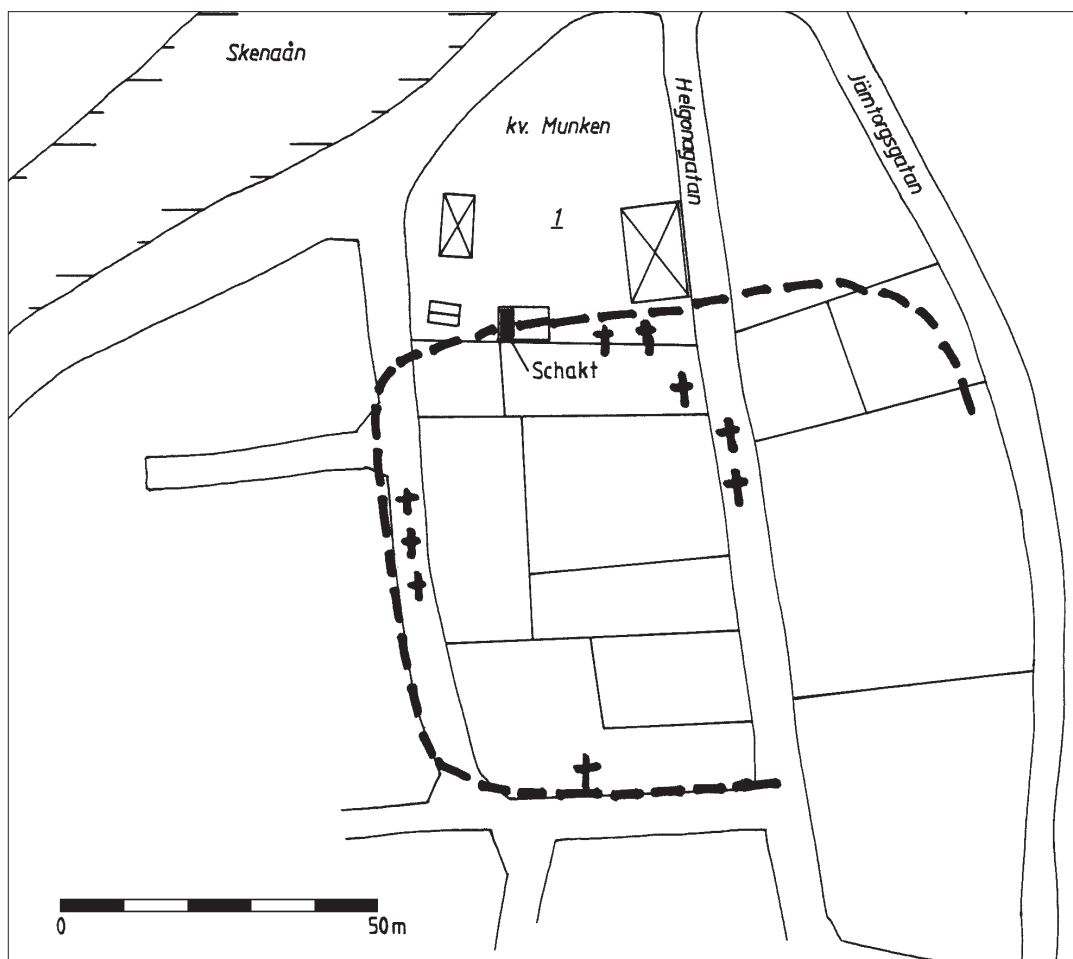 Skenaån
kv. Munken
Helgonagatan
Jämtorgsgatan
1
Schakt
0 50 m